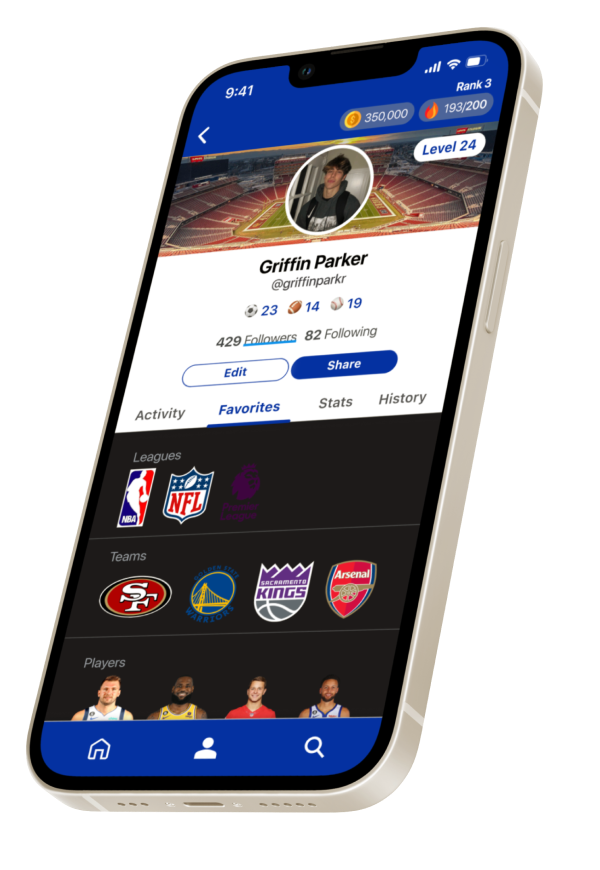 9:41
Rank 3
350,000
193/200
Level 24
Griffin Parker
@griffinparkr
23 14 19
429 Followers 82 Following
Edit
Share
Activity Favorites Stats History
Leagues
NBA
NFL
Teams
SF
GOLDEN STATE
WARRIORS
SACRAMENTO
KINGS
Arsenal
Players